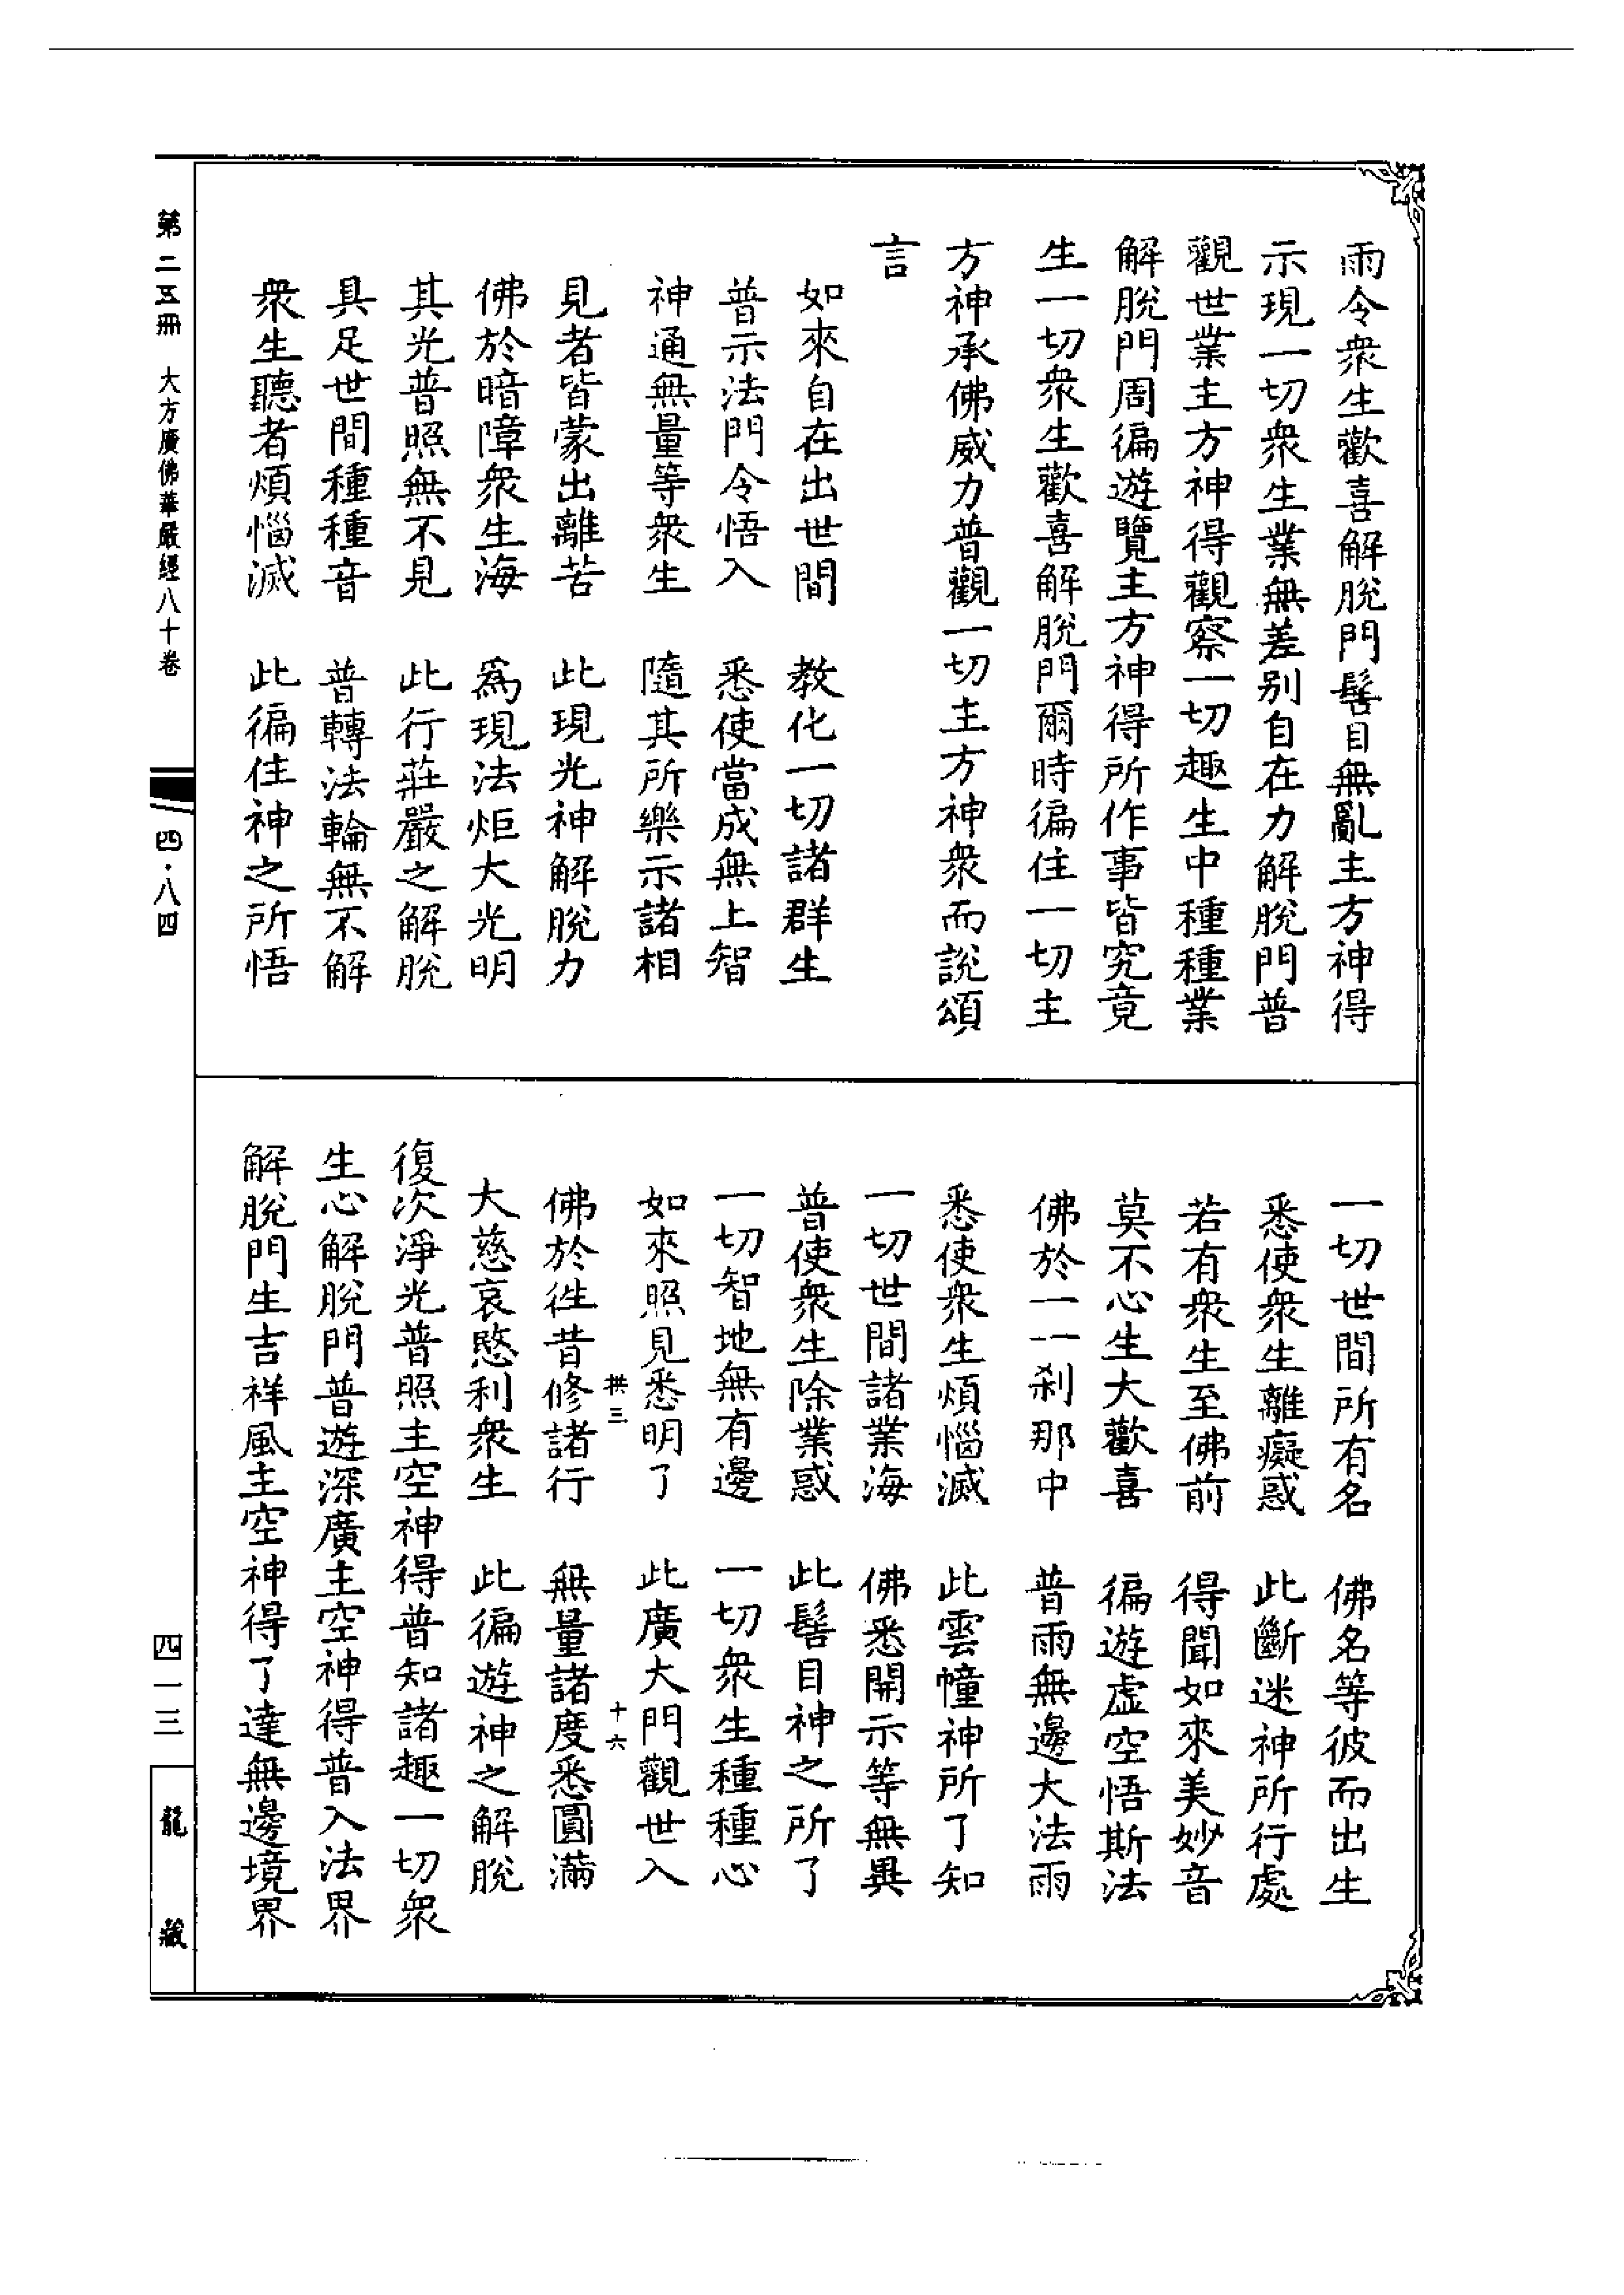 雨令衆生歡喜解脫門髻目無亂主方神得
示現一切衆生業無差别自在力解脫門普
觀世業主方神得觀察一切趣生中種種業
解脫門周徧遊覽主方神得所作事皆究竟
生一切衆生歡喜解脫門爾時徧住一切主
方神承佛威力普觀一切主方神衆而說頌
言
如來自在出世間　教化一切諸群生
普示法門令悟入　悉使當成無上智
神通無量等衆生　隨其所樂示諸相
見者皆蒙出離苦　此現光神解脫力
佛於暗障衆生海　爲現法炬大光明
其光普照無不見　此行莊嚴之解脫
具足世間種種音　普轉法輪無不解
衆生聽者煩惱滅　此徧住神之所悟
一切世間所有名　佛名等彼而出生
悉使衆生離癡惑　此斷迷神所行處
若有衆生至佛前　得聞如來美妙音
莫不心生大歡喜　徧遊虚空悟斯法
佛於一一刹那中　普雨無邊大法雨
悉使衆生煩惱滅　此雲幢神所了知
一切世間諸業海　佛悉開示等無異
普使衆生除業惑　此髻目神之所了
一切智地無有邊　一切衆生種種心
如來照見悉明了　此廣大門觀世入
拱三　十六
佛於往昔修諸行　無量諸度悉圓滿
大慈哀愍利衆生　此徧遊神之解脫
復次淨光普照主空神得普知諸趣一切衆
生心解脫門普遊深廣主空神得普入法界
解脫門生吉祥風主空神得了達無邊境界
第二五冊　大方廣佛華嚴經八十卷　四·八四
四一三　龍藏